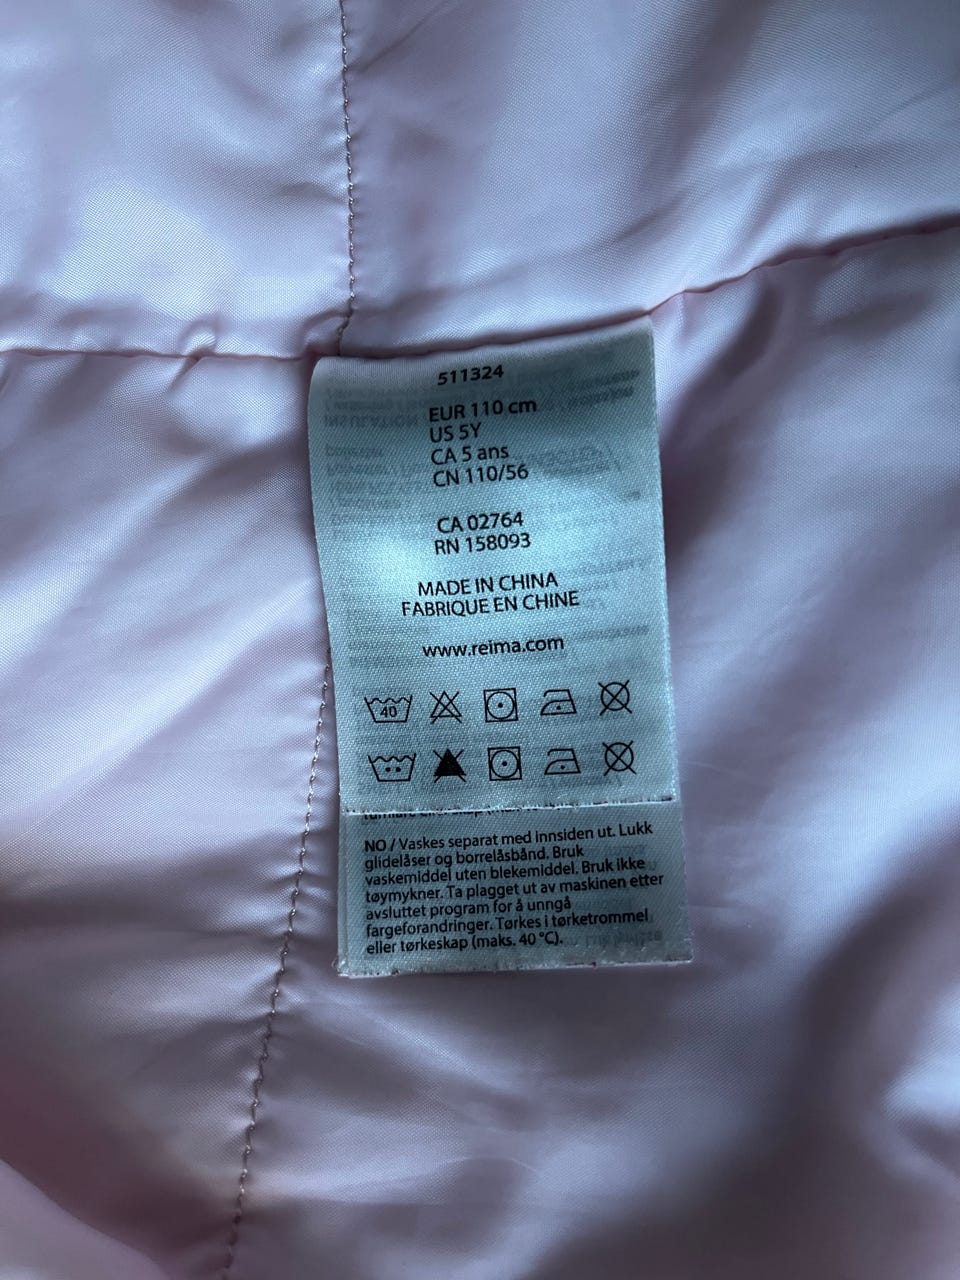 511324
EUR 110 cm
US 5Y
CA 5 ans
CN 110/56
CA 02764
RN 158093
MADE IN CHINA
FABRIQUE EN CHINE
www.reima.com
40
NO / Vaskes separat med innsiden ut. Lukk
glidelåser og borrelåsbånd. Bruk
vaskemiddel uten blekemiddel. Bruk ikke
tøymykner. Ta plagget ut av maskinen etter
avsluttet program for å unngå
fargeforandringer. Tørkes i tørketrommel
eller tørkeskap (maks. 40 °C).